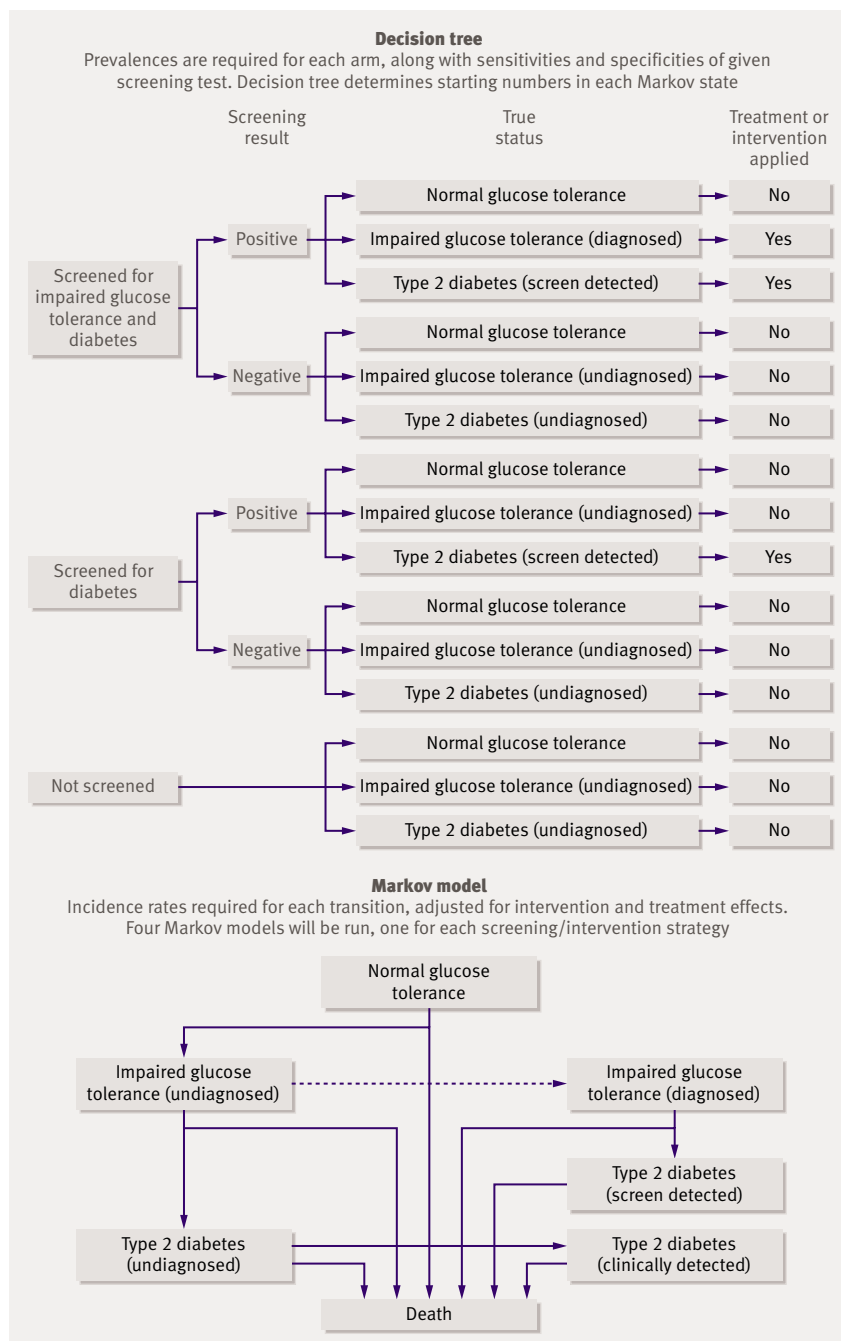 Decision tree
Prevalences are required for each arm, along with sensitivities and specificities of given
screening test. Decision tree determines starting numbers in each Markov state
Screening
result
True
status
Treatment or
intervention
applied
Screened for
impaired glucose
tolerance and
diabetes
Positive
Normal glucose tolerance
No
Impaired glucose tolerance (diagnosed)
Yes
Type 2 diabetes (screen detected)
Yes
Negative
Normal glucose tolerance
No
Impaired glucose tolerance (undiagnosed)
No
Type 2 diabetes (undiagnosed)
No
Screened for
diabetes
Positive
Normal glucose tolerance
No
Impaired glucose tolerance (undiagnosed)
No
Type 2 diabetes (screen detected)
Yes
Negative
Normal glucose tolerance
No
Impaired glucose tolerance (undiagnosed)
No
Type 2 diabetes (undiagnosed)
No
Not screened
Normal glucose tolerance
No
Impaired glucose tolerance (undiagnosed)
No
Type 2 diabetes (undiagnosed)
No
Markov model
Incidence rates required for each transition, adjusted for intervention and treatment effects.
Four Markov models will be run, one for each screening/intervention strategy
Normal glucose
tolerance
Impaired glucose
tolerance (undiagnosed)
Impaired glucose
tolerance (diagnosed)
Type 2 diabetes
(screen detected)
Type 2 diabetes
(undiagnosed)
Type 2 diabetes
(clinically detected)
Death